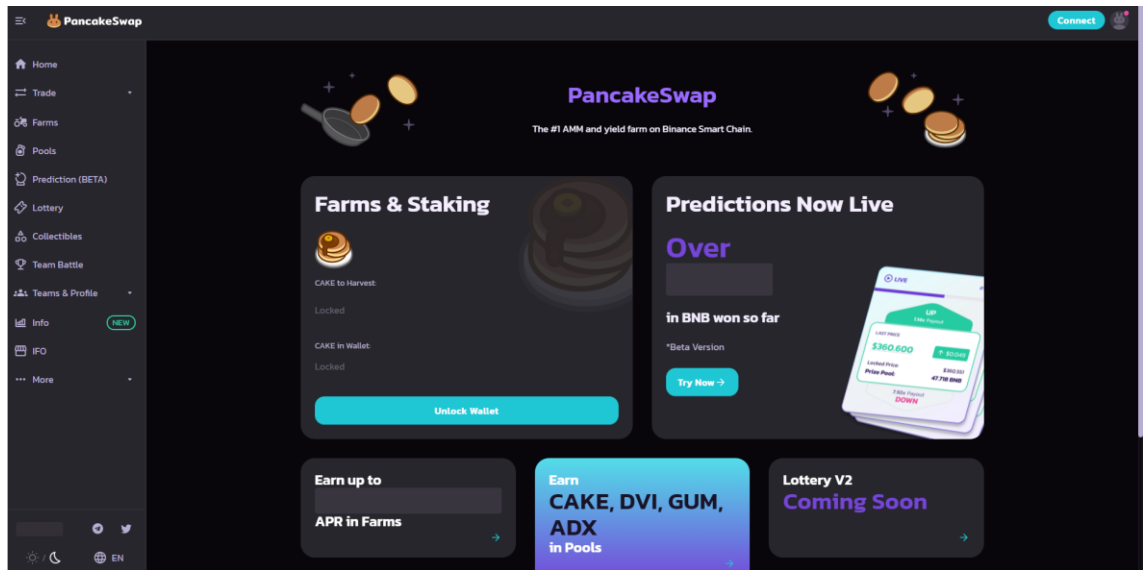 PancakeSwap
Connect
Home
Trade
Farms
Pools
Prediction (BETA)
Lottery
Collectibles
Team Battle
Teams & Profile
Info
NEW
IFO
More
EN
PancakeSwap
The #1 AMM and yield farm on Binance Smart Chain.
Farms & Staking
CAKE to Harvest:
Locked
CAKE in Wallet:
Locked
Unlock Wallet
Predictions Now Live
Over
in BNB won so far
*Beta Version
Try Now
LIVE
UP
Payout
LAST PRICE
$360.600
Locked Price:
Prize Pool:
47.718 BNB
Payout
DOWN
Earn up to
APR in Farms
Earn
CAKE, DVI, GUM,
ADX
in Pools
Lottery V2
Coming Soon